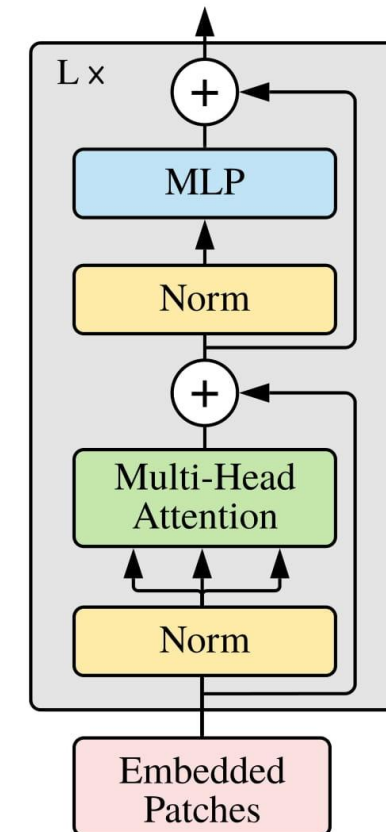 L ×
+
MLP
Norm
+
Multi-Head
Attention
Norm
Embedded
Patches